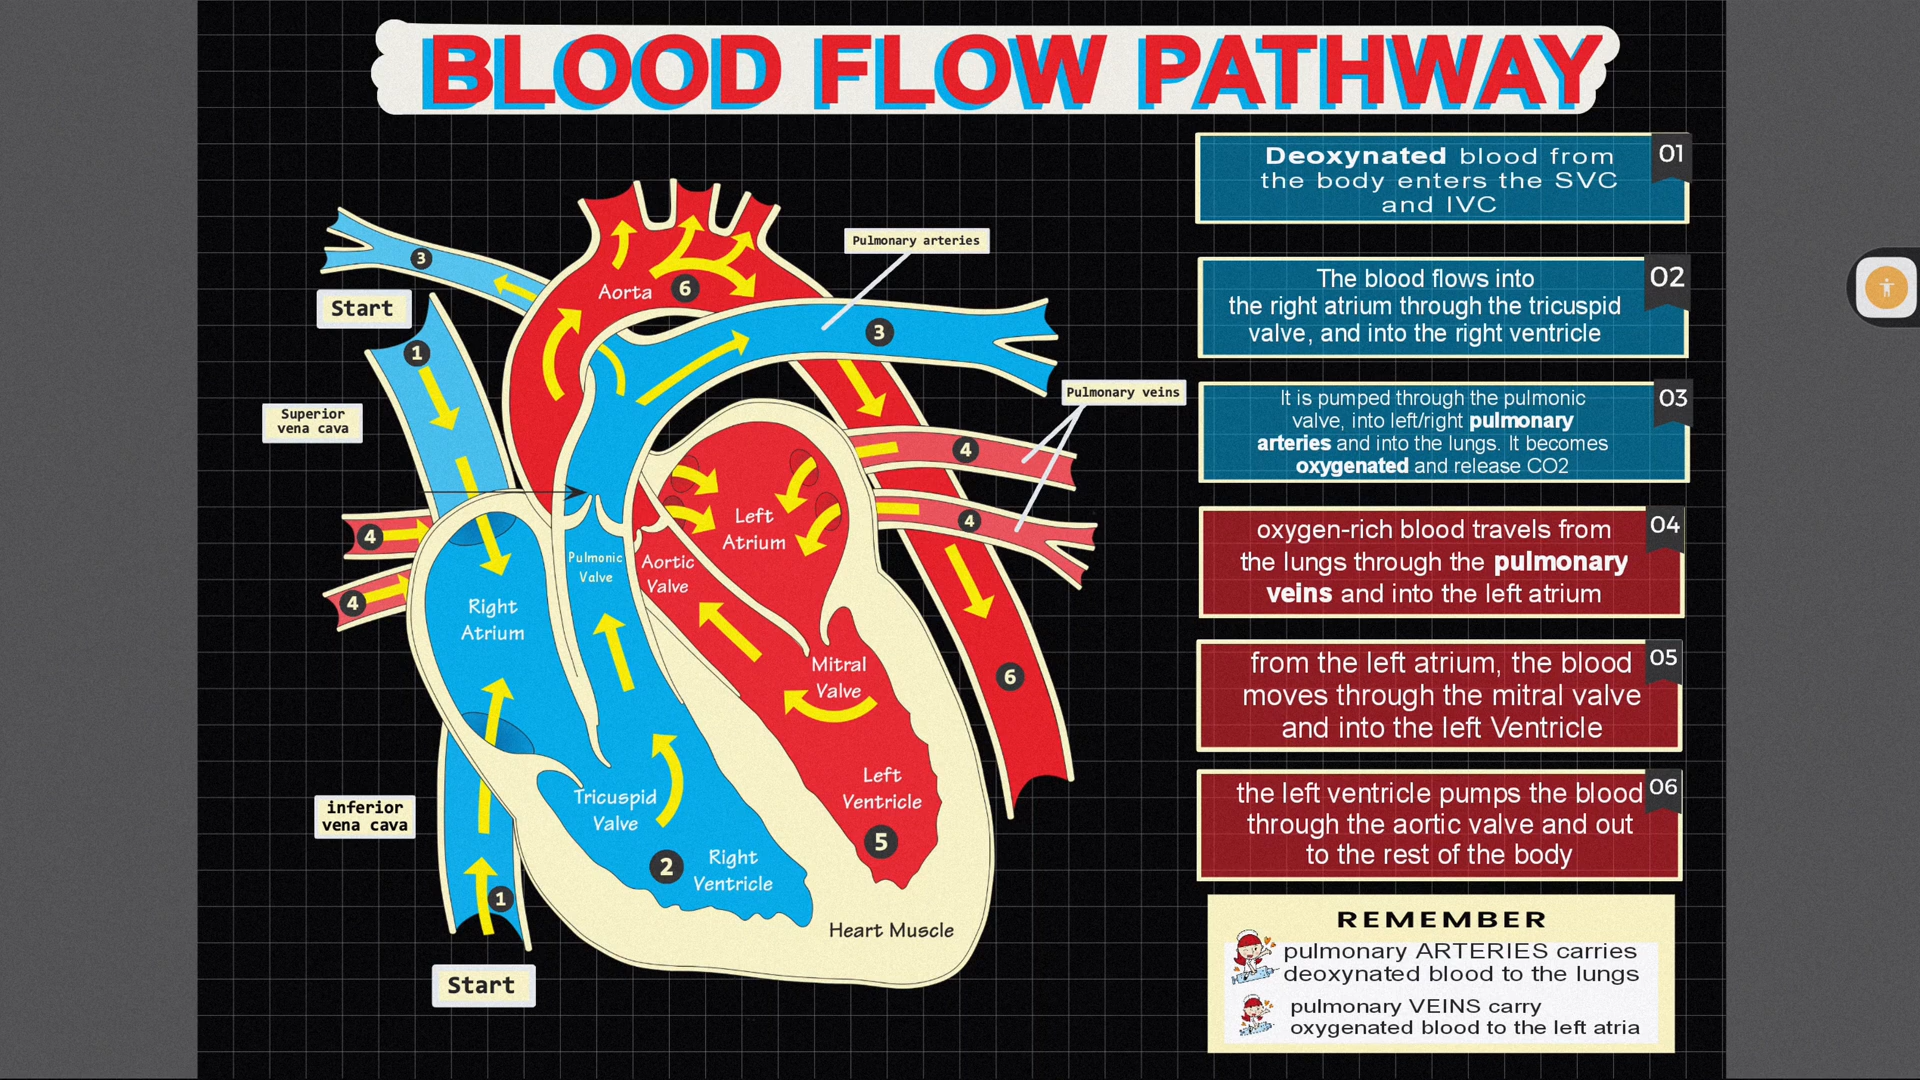 BLOOD FLOW PATHWAY
Start
1
Superior
vena cava
inferior
vena cava
1
Start
3
Aorta
6
Pulmonary arteries
3
Pulmonary veins
4
4
4
4
Left
Atrium
Pulmonic
Valve
Aortic
Valve
Right
Atrium
Mitral
Valve
6
Left
Ventricle
5
Tricuspid
Valve
2
Right
Ventricle
Heart Muscle
01
Deoxynated blood from
the body enters the SVC
and IVC
02
The blood flows into
the right atrium through the tricuspid
valve, and into the right ventricle
03
It is pumped through the pulmonic
valve, into left/right pulmonary
arteries and into the lungs. It becomes
oxygenated and release CO2
04
oxygen-rich blood travels from
the lungs through the pulmonary
veins and into the left atrium
05
from the left atrium, the blood
moves through the mitral valve
and into the left Ventricle
06
the left ventricle pumps the blood
through the aortic valve and out
to the rest of the body
REMEMBER
pulmonary ARTERIES carries
deoxynated blood to the lungs
pulmonary VEINS carry
oxygenated blood to the left atria